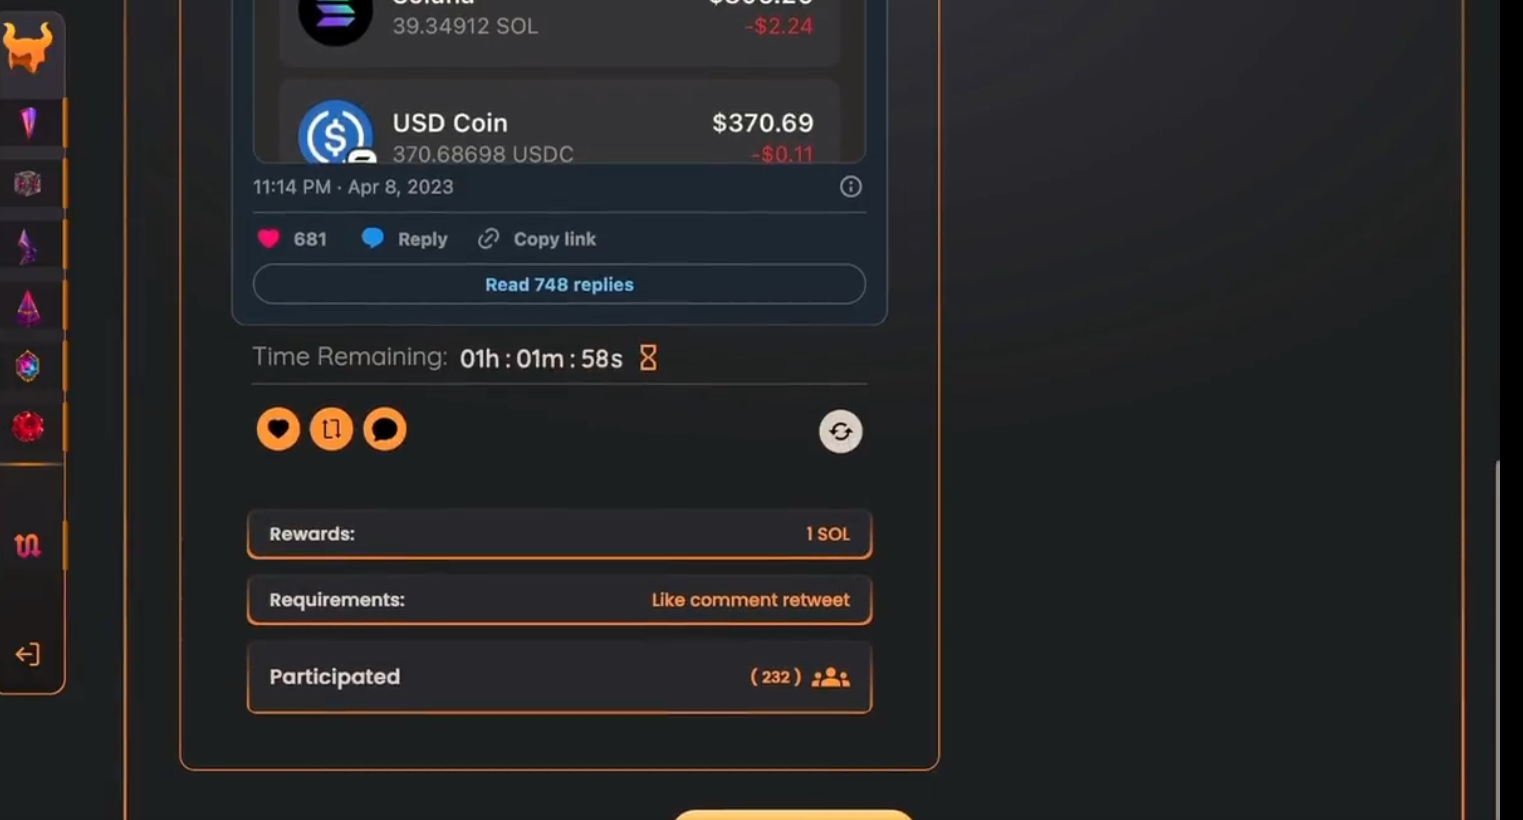 39.34912 SOL
-$2.24
USD Coin
$370.69
370.68698 USDC
-$0.11
11:14 PM · Apr 8, 2023
681
Reply
Copy link
Read 748 replies
Time Remaining: 01h : 01m : 58s
Rewards:
1 SOL
Requirements:
Like comment retweet
Participated
( 232 )